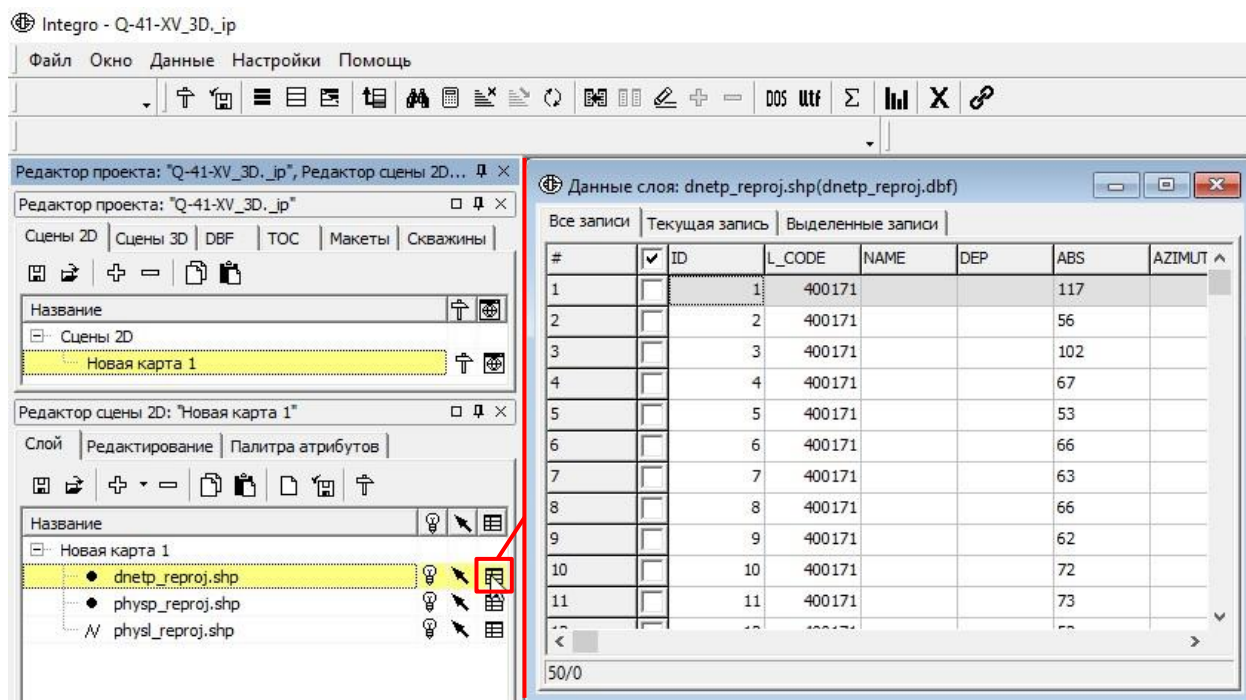 Integro - Q-41-XV_3D._ip
Файл Окно Данные Настройки Помощь
DOS Utf Σ X
Редактор проекта: "Q-41-XV_3D._ip", Редактор сцены 2D...
Редактор проекта: "Q-41-XV_3D._ip"
Сцены 2D Сцены 3D DBF TOC Макеты Скважины
Название
Сцены 2D
Новая карта 1
Редактор сцены 2D: "Новая карта 1"
Слой Редактирование Палитра атрибутов
Название
Новая карта 1
dnetp_reproj.shp
physp_reproj.shp
physl_reproj.shp
Данные слоя: dnetp_reproj.shp(dnetp_reproj.dbf)
Все записи Текущая запись Выделенные записи
# ID L_CODE NAME DEP ABS AZIMUT
1 1 400171 117
2 2 400171 56
3 3 400171 102
4 4 400171 67
5 5 400171 53
6 6 400171 66
7 7 400171 63
8 8 400171 66
9 9 400171 62
10 10 400171 72
11 11 400171 73
50/0